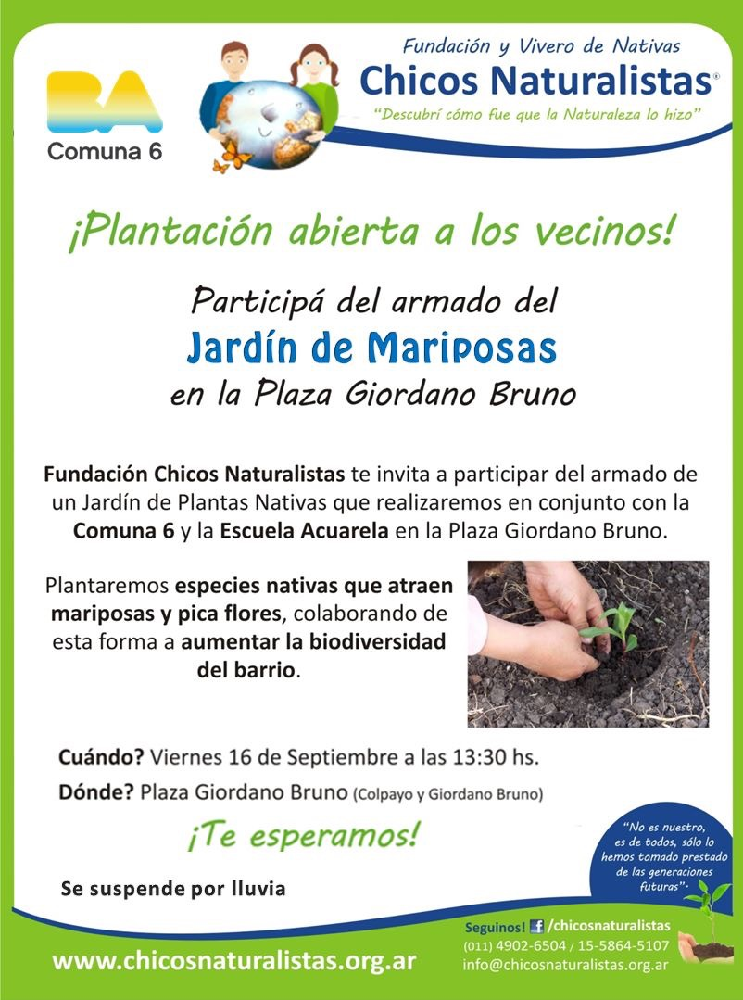 BA
Comuna 6
Fundación y Vivero de Nativas
Chicos Naturalistas®
“Descubrí cómo fue que la Naturaleza lo hizo”
¡Plantación abierta a los vecinos!
Participá del armado del
Jardín de Mariposas
en la Plaza Giordano Bruno
Fundación Chicos Naturalistas te invita a participar del armado de
un Jardín de Plantas Nativas que realizaremos en conjunto con la
Comuna 6 y la Escuela Acuarela en la Plaza Giordano Bruno.
Plantaremos especies nativas que atraen
mariposas y pica flores, colaborando de
esta forma a aumentar la biodiversidad
del barrio.
Cuándo? Viernes 16 de Septiembre a las 13:30 hs.
Dónde? Plaza Giordano Bruno (Colpayo y Giordano Bruno)
¡Te esperamos!
Se suspende por lluvia
“No es nuestro,
es de todos, sólo lo
hemos tomado prestado
de las generaciones
futuras”.
www.chicosnaturalistas.org.ar
Seguinos! f /chicosnaturalistas
(011) 4902-6504 / 15-5864-5107
info@chicosnaturalistas.org.ar